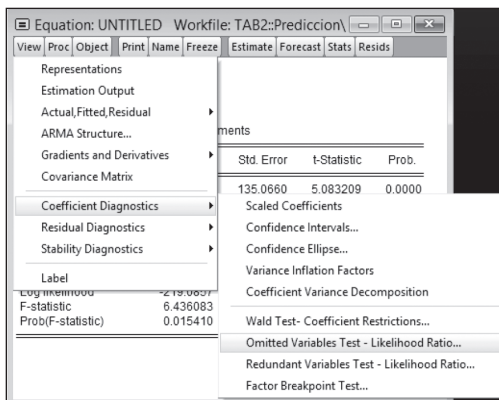 Equation: UNTITLED Workfile: TAB2::Prediccion\
View Proc Object Print Name Freeze Estimate Forecast Stats Resids
Representations
Estimation Output
Actual,Fitted,Residual
ARMA Structure...
Gradients and Derivatives
Covariance Matrix
Coefficient Diagnostics
Residual Diagnostics
Stability Diagnostics
Label
ments
Std. Error t-Statistic Prob.
135.0660 5.083209 0.0000
Scaled Coefficients
Confidence Intervals...
Confidence Ellipse...
Variance Inflation Factors
Coefficient Variance Decomposition
Wald Test- Coefficient Restrictions...
Omitted Variables Test - Likelihood Ratio...
Redundant Variables Test - Likelihood Ratio...
Factor Breakpoint Test...
Log likelihood -219.0857
F-statistic 6.436083
Prob(F-statistic) 0.015410